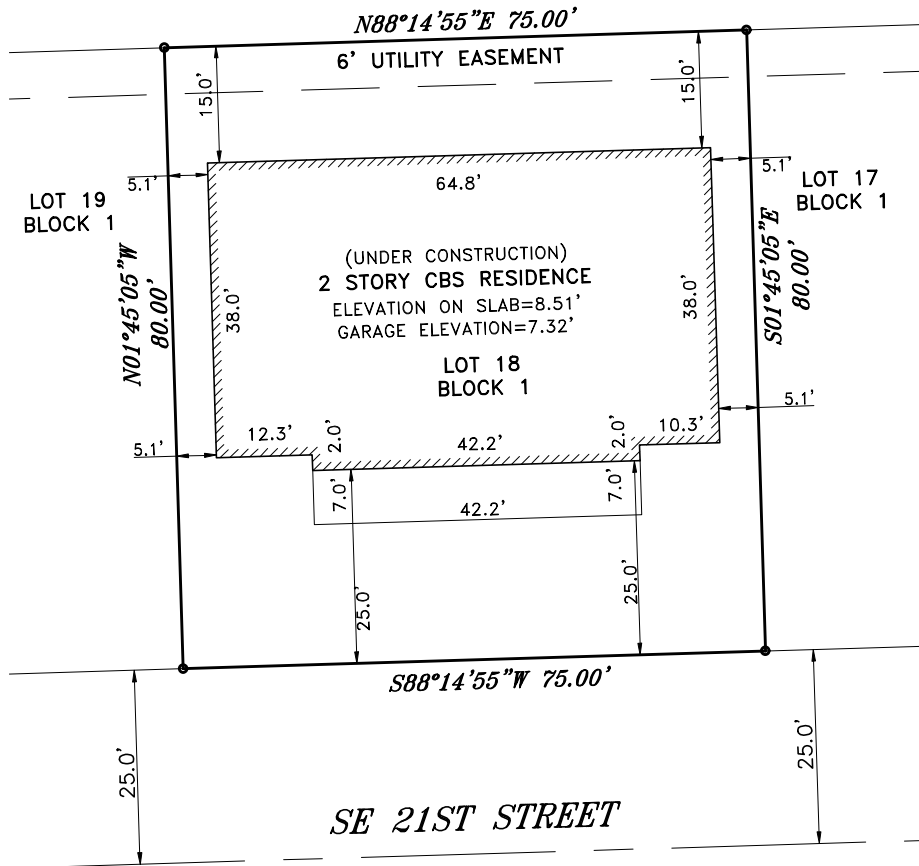 N88°14'55"E 75.00'
6' UTILITY EASEMENT
15.0'
15.0'
5.1'
5.1'
64.8'
LOT 19
BLOCK 1
LOT 17
BLOCK 1
N01°45'05"W
80.00'
S01°45'05"E
80.00'
38.0'
38.0'
(UNDER CONSTRUCTION)
2 STORY CBS RESIDENCE
ELEVATION ON SLAB=8.51'
GARAGE ELEVATION=7.32'
LOT 18
BLOCK 1
5.1'
5.1'
12.3'
2.0'
42.2'
2.0'
10.3'
7.0'
7.0'
42.2'
25.0'
25.0'
S88°14'55"W 75.00'
25.0'
25.0'
SE 21ST STREET